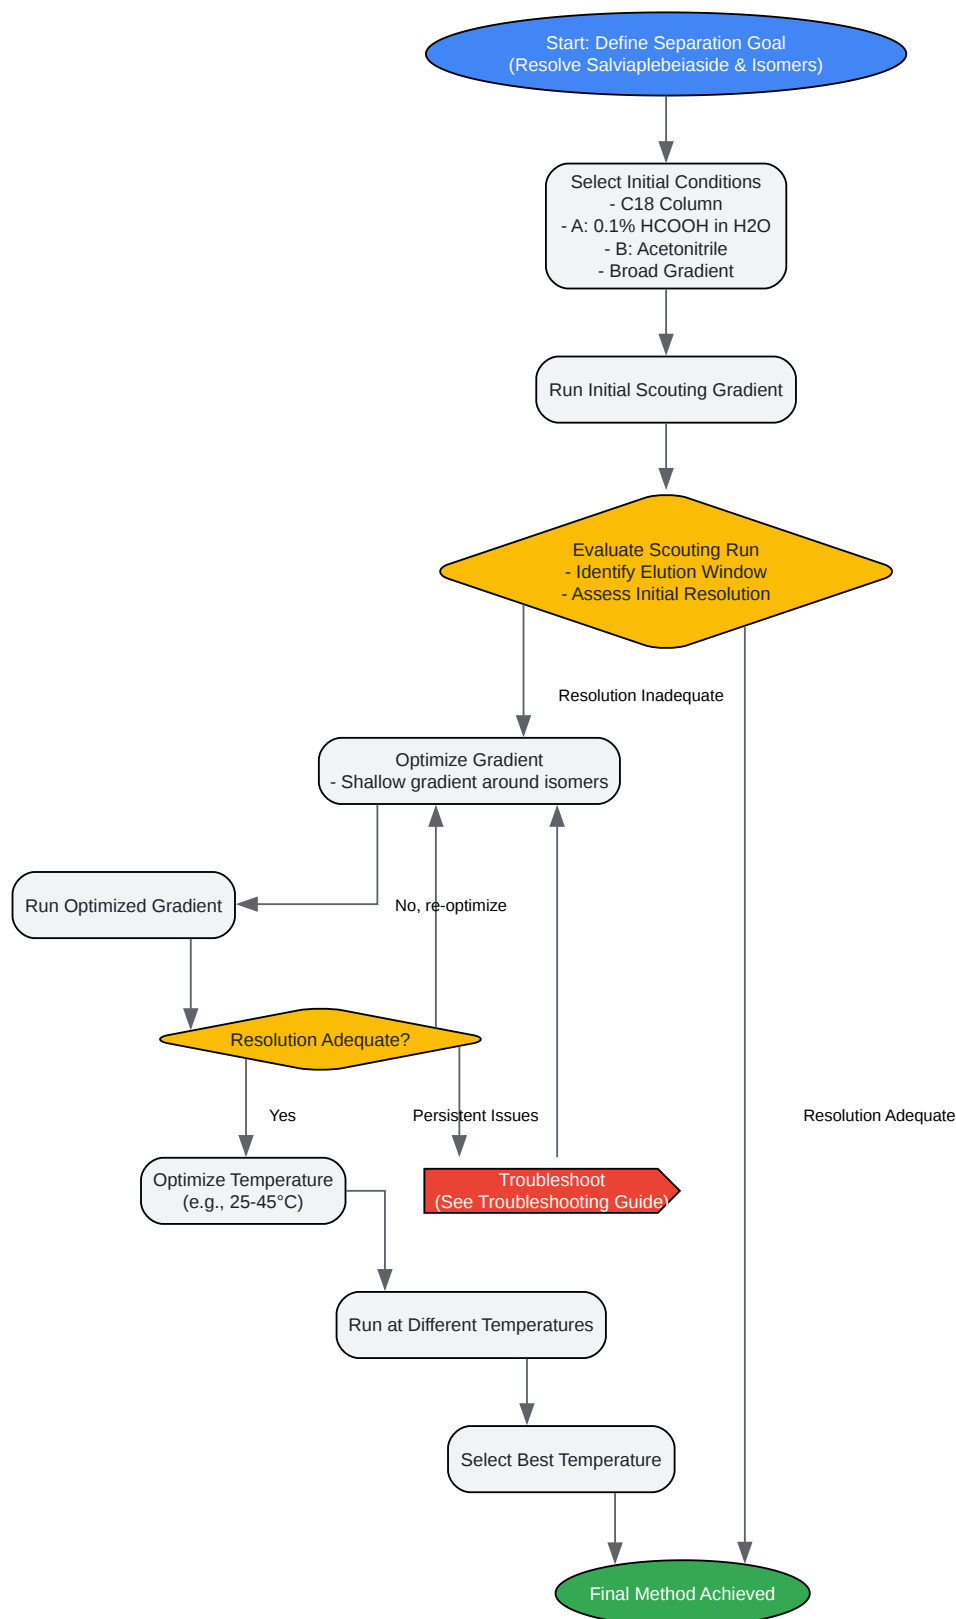 Start: Define Separation Goal
(Resolve Salviaplebeiaside & Isomers)
Select Initial Conditions
- C18 Column
- A: 0.1% HCOOH in H2O
- B: Acetonitrile
- Broad Gradient
Run Initial Scouting Gradient
Evaluate Scouting Run
- Identify Elution Window
- Assess Initial Resolution
Resolution Inadequate
Optimize Gradient
- Shallow gradient around isomers
Run Optimized Gradient
No, re-optimize
Resolution Adequate?
Yes
Persistent Issues
Resolution Adequate
Optimize Temperature
(e.g., 25-45°C)
Troubleshoot
(See Troubleshooting Guide)
Run at Different Temperatures
Select Best Temperature
Final Method Achieved